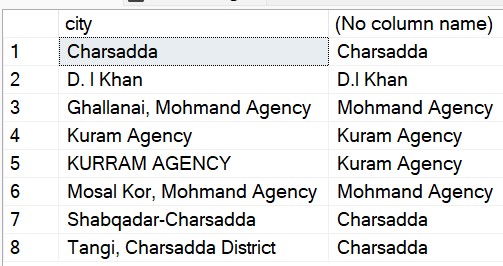 city (No column name)
1 Charsadda Charsadda
2 D. I Khan D.I Khan
3 Ghallanai, Mohmand Agency Mohmand Agency
4 Kuram Agency Kuram Agency
5 KURRAM AGENCY Kuram Agency
6 Mosal Kor, Mohmand Agency Mohmand Agency
7 Shabqadar-Charsadda Charsadda
8 Tangi, Charsadda District Charsadda